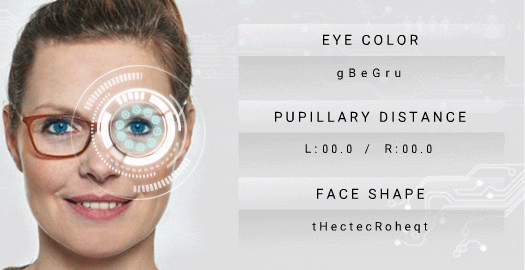 EYE COLOR
gBeGru
PUPILLARY DISTANCE
L:00.0 / R:00.0
FACE SHAPE
tHectecRoheqt